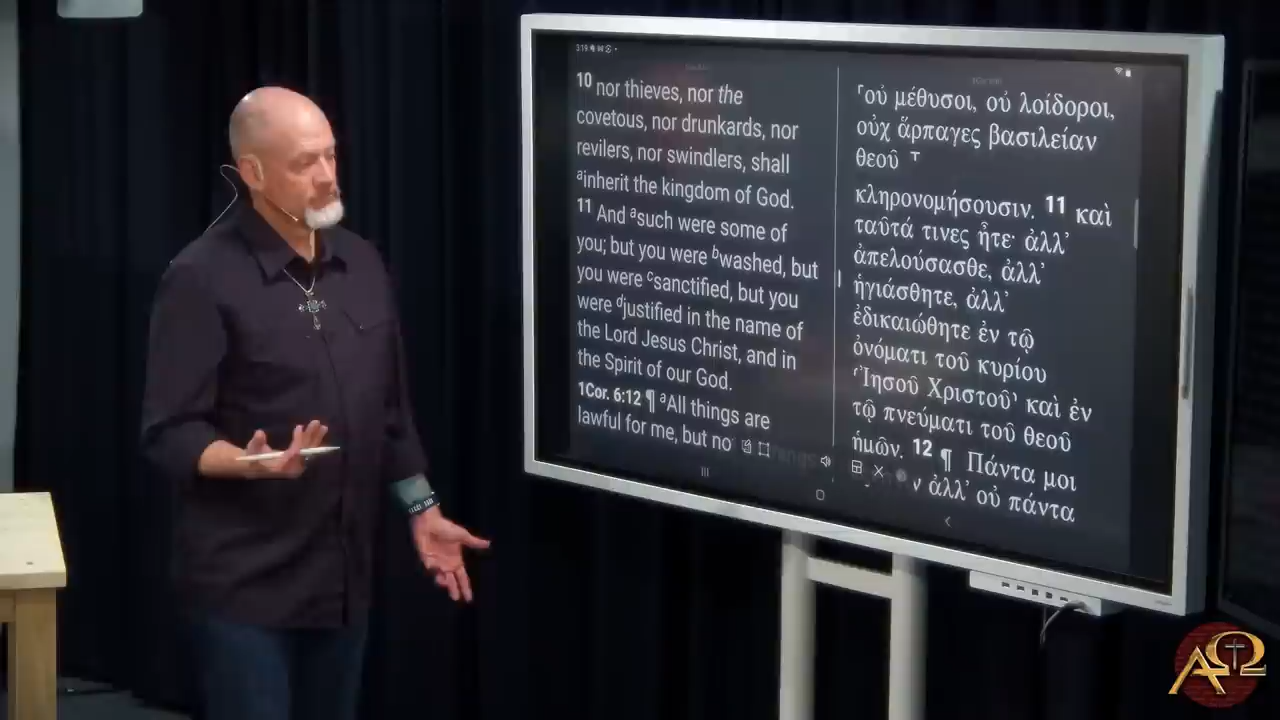 3:19
10 nor thieves, nor the
covetous, nor drunkards, nor
revilers, nor swindlers, shall
ainherit the kingdom of God.
11 And asuch were some of
you; but you were bwashed, but
you were csanctified, but you
were djustified in the name of
the Lord Jesus Christ, and in
the Spirit of our God.
1Cor. 6:12 ¶ aAll things are
lawful for me, but no
⸀οὐ μέθυσοι, οὐ λοίδοροι,
οὐχ ἅρπαγες βασιλείαν
θεοῦ ⸆
κληρονομήσουσιν. 11 καὶ
ταῦτά τινες ἦτε· ἀλλ’
ἀπελούσασθε, ἀλλ’
ἡγιάσθητε, ἀλλ’
ἐδικαιώθητε ἐν τῷ
ὀνόματι τοῦ κυρίου
⸂Ἰησοῦ Χριστοῦ⸃ καὶ ἐν
τῷ πνεύματι τοῦ θεοῦ
ἡμῶν. 12 ¶ Πάντα μοι
ν ἀλλ’ οὐ πάντα
ΑΩ